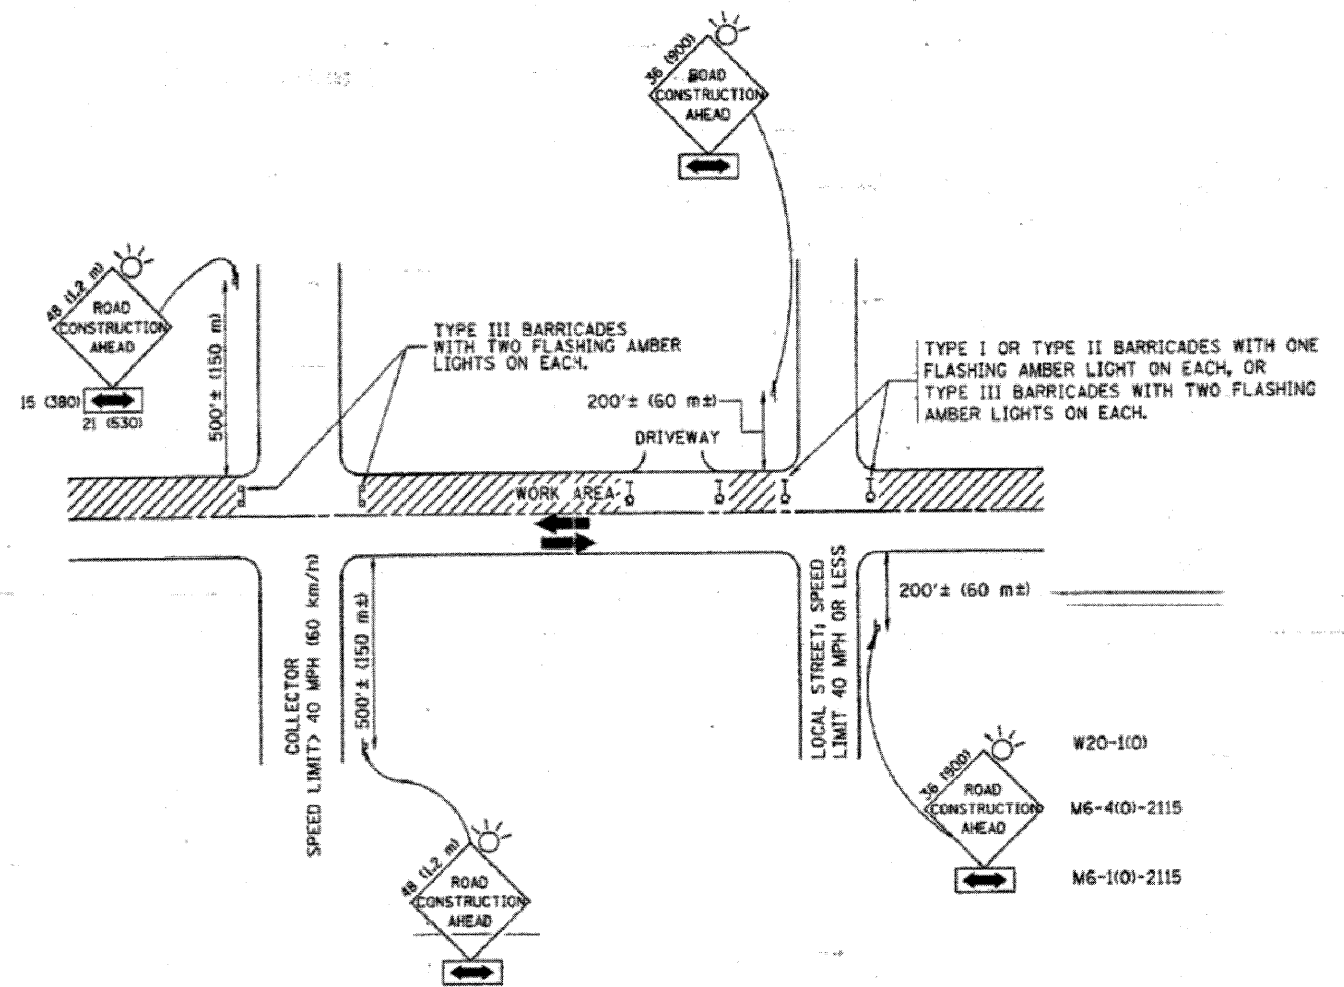 36 (900)
ROAD
CONSTRUCTION
AHEAD
48 (1.2 m)
ROAD
CONSTRUCTION
AHEAD
15 (380)
21 (530)
500'± (150 m)
TYPE III BARRICADES
WITH TWO FLASHING AMBER
LIGHTS ON EACH.
200'± (60 m±)
DRIVEWAY
TYPE I OR TYPE II BARRICADES WITH ONE
FLASHING AMBER LIGHT ON EACH, OR
TYPE III BARRICADES WITH TWO FLASHING
AMBER LIGHTS ON EACH.
WORK AREA
COLLECTOR
SPEED LIMIT> 40 MPH (60 km/h)
500'± (150 m±)
LOCAL STREET; SPEED
LIMIT 40 MPH OR LESS
200'± (60 m±)
36 (900)
ROAD
CONSTRUCTION
AHEAD
W20-1(O)
M6-4(O)-2115
M6-1(O)-2115
48 (1.2 m)
ROAD
CONSTRUCTION
AHEAD